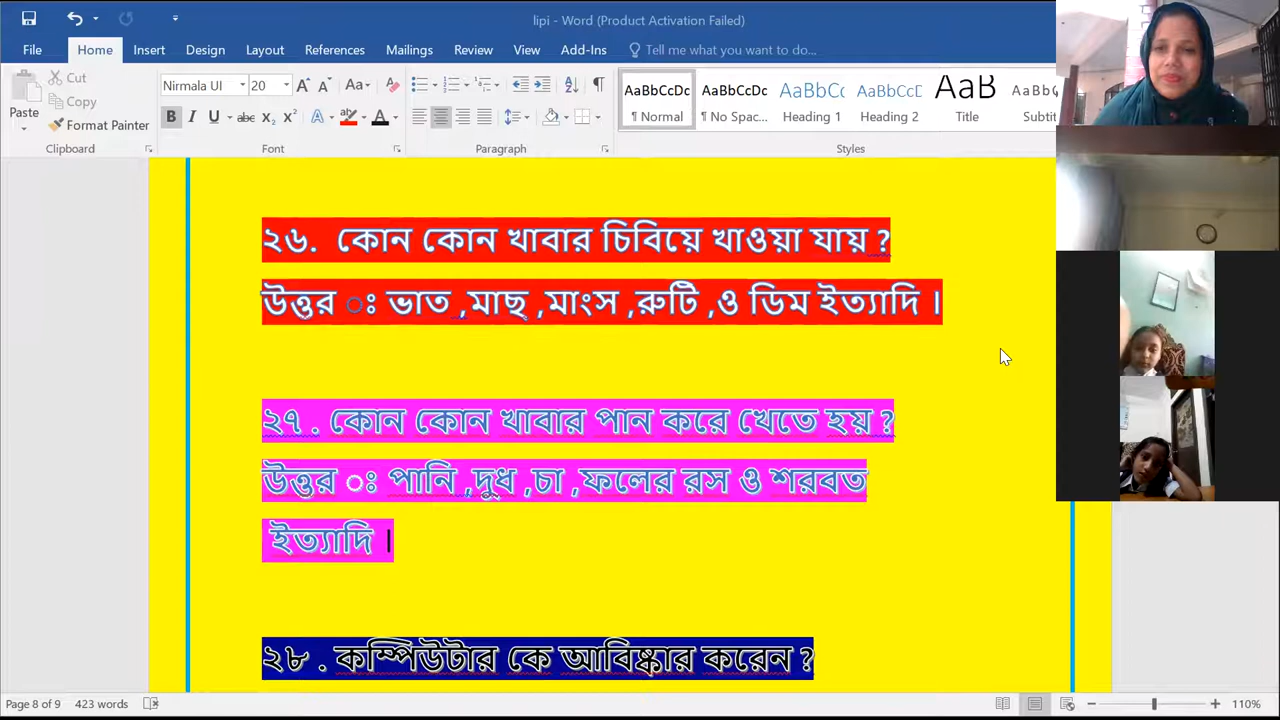 lipi - Word (Product Activation Failed)
File Home Insert Design Layout References Mailings Review View Add-Ins Tell me what you want to do...
Cut
Copy
Format Painter
Paste
Nirmala UI 20
AaBbCcDc AaBbCcDc AaBbCcD AaBbCcD AaB AaBbC
¶ Normal ¶ No Spac... Heading 1 Heading 2 Title Subtit
Clipboard Font Paragraph Styles
২৬. কোন কোন খাবার চিবিয়ে খাওয়া যায় ?
উত্তর ঃ ভাত ,মাছ ,মাংস ,রুটি ,ও ডিম ইত্যাদি ।
২৭ . কোন কোন খাবার পান করে খেতে হয় ?
উত্তর ঃ পানি ,দুধ ,চা ,ফলের রস ও শরবত
ইত্যাদি ।
২৮ . কম্পিউটার কে আবিষ্কার করেন ?
Page 8 of 9 423 words 110%